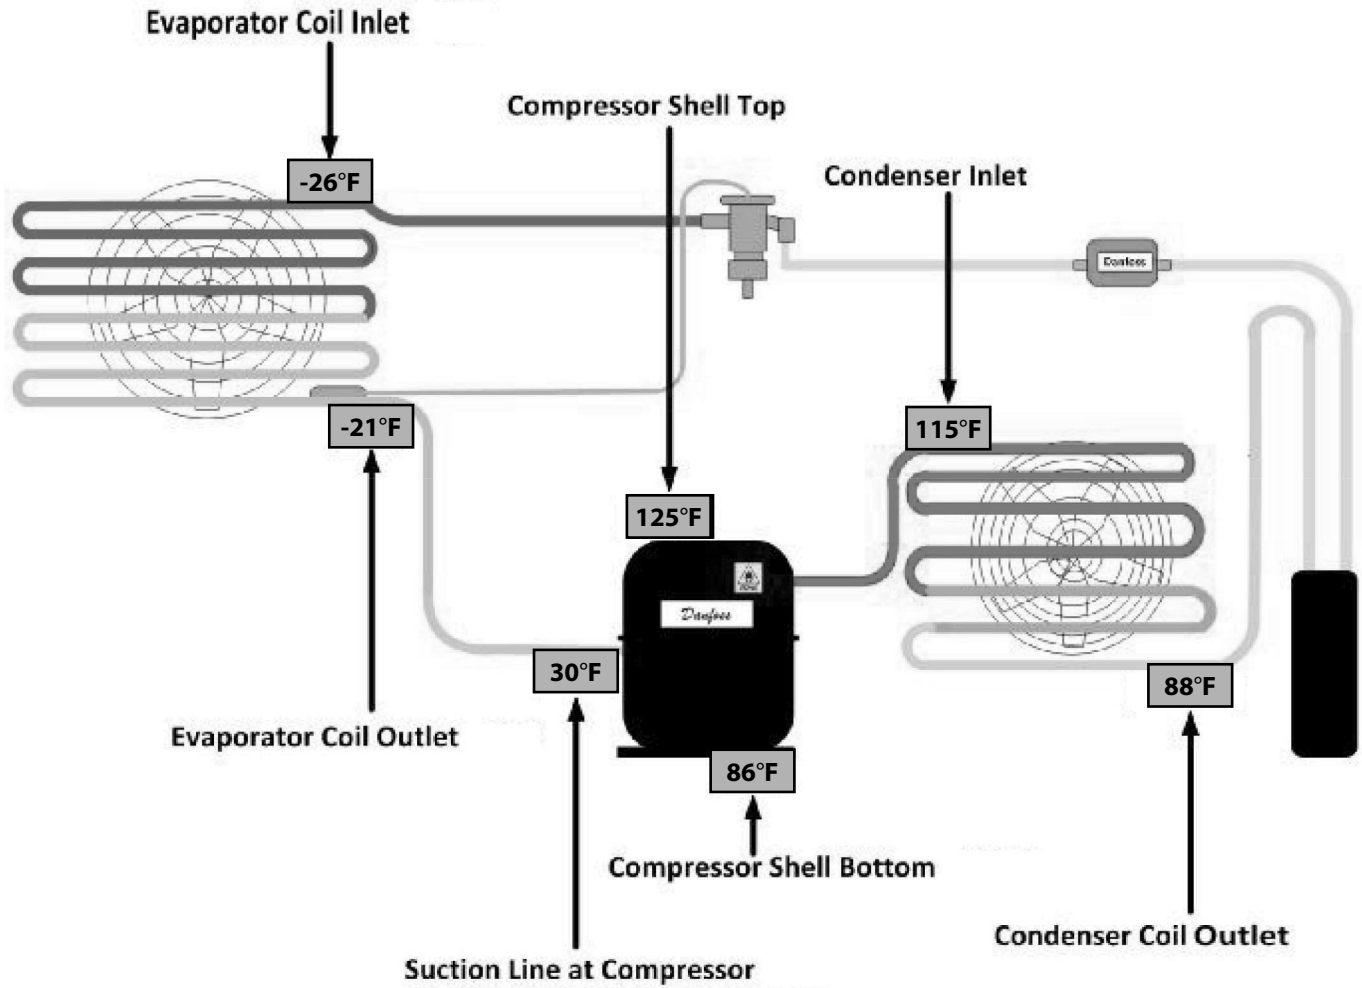 Evaporator Coil Inlet
Compressor Shell Top
-26°F
Condenser Inlet
Danfoss
-21°F
115°F
125°F
Danfoss
30°F
88°F
Evaporator Coil Outlet
86°F
Compressor Shell Bottom
Condenser Coil Outlet
Suction Line at Compressor